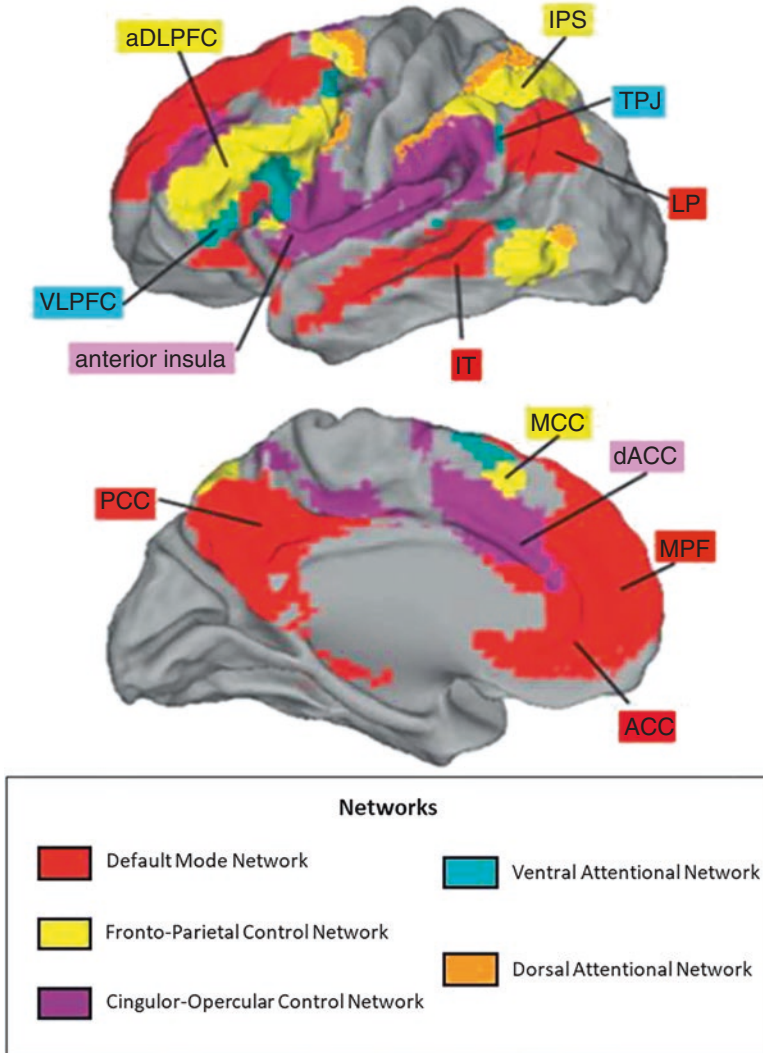 aDLPFC
IPS
TPJ
LP
VLPFC
anterior insula
IT
MCC
dACC
PCC
MPF
ACC
Networks
Default Mode Network
Ventral Attentional Network
Fronto-Parietal Control Network
Dorsal Attentional Network
Cingulor-Opercular Control Network